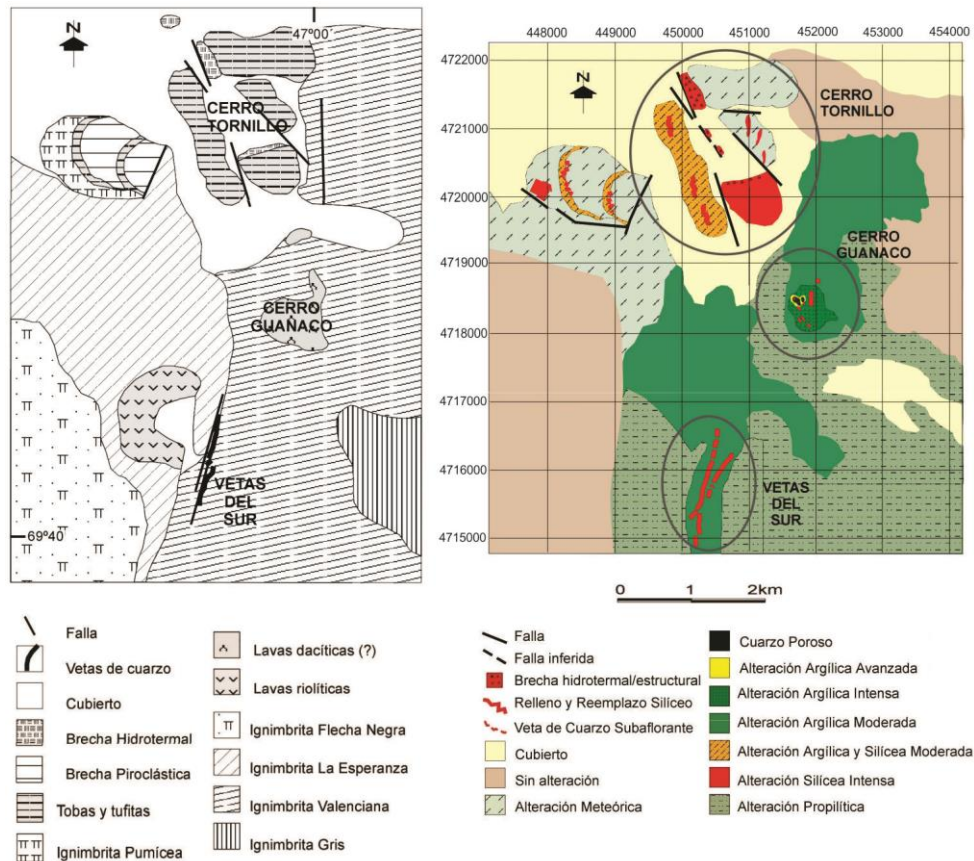 N
47º00´
CERRO
TORNILLO
CERRO
GUANACO
VETAS
DEL
SUR
69º40
448000 449000 450000 451000 452000 453000 454000
4722000
4721000
4720000
4719000
4718000
4717000
4716000
4715000
N
CERRO
TORNILLO
CERRO
GUANACO
VETAS
DEL
SUR
0 1 2km
Falla
Vetas de cuarzo
Cubierto
Brecha Hidrotermal
Brecha Piroclástica
Tobas y tufitas
Ignimbrita Pumícea
Lavas dacíticas (?)
Lavas riolíticas
Ignimbrita Flecha Negra
Ignimbrita La Esperanza
Ignimbrita Valenciana
Ignimbrita Gris
Falla
Falla inferida
Brecha hidrotermal/estructural
Relleno y Reemplazo Silíceo
Veta de Cuarzo Subaflorante
Cubierto
Sin alteración
Alteración Meteórica
Cuarzo Poroso
Alteración Argílica Avanzada
Alteración Argílica Intensa
Alteración Argílica Moderada
Alteración Argílica y Silícea Moderada
Alteración Silícea Intensa
Alteración Propilítica